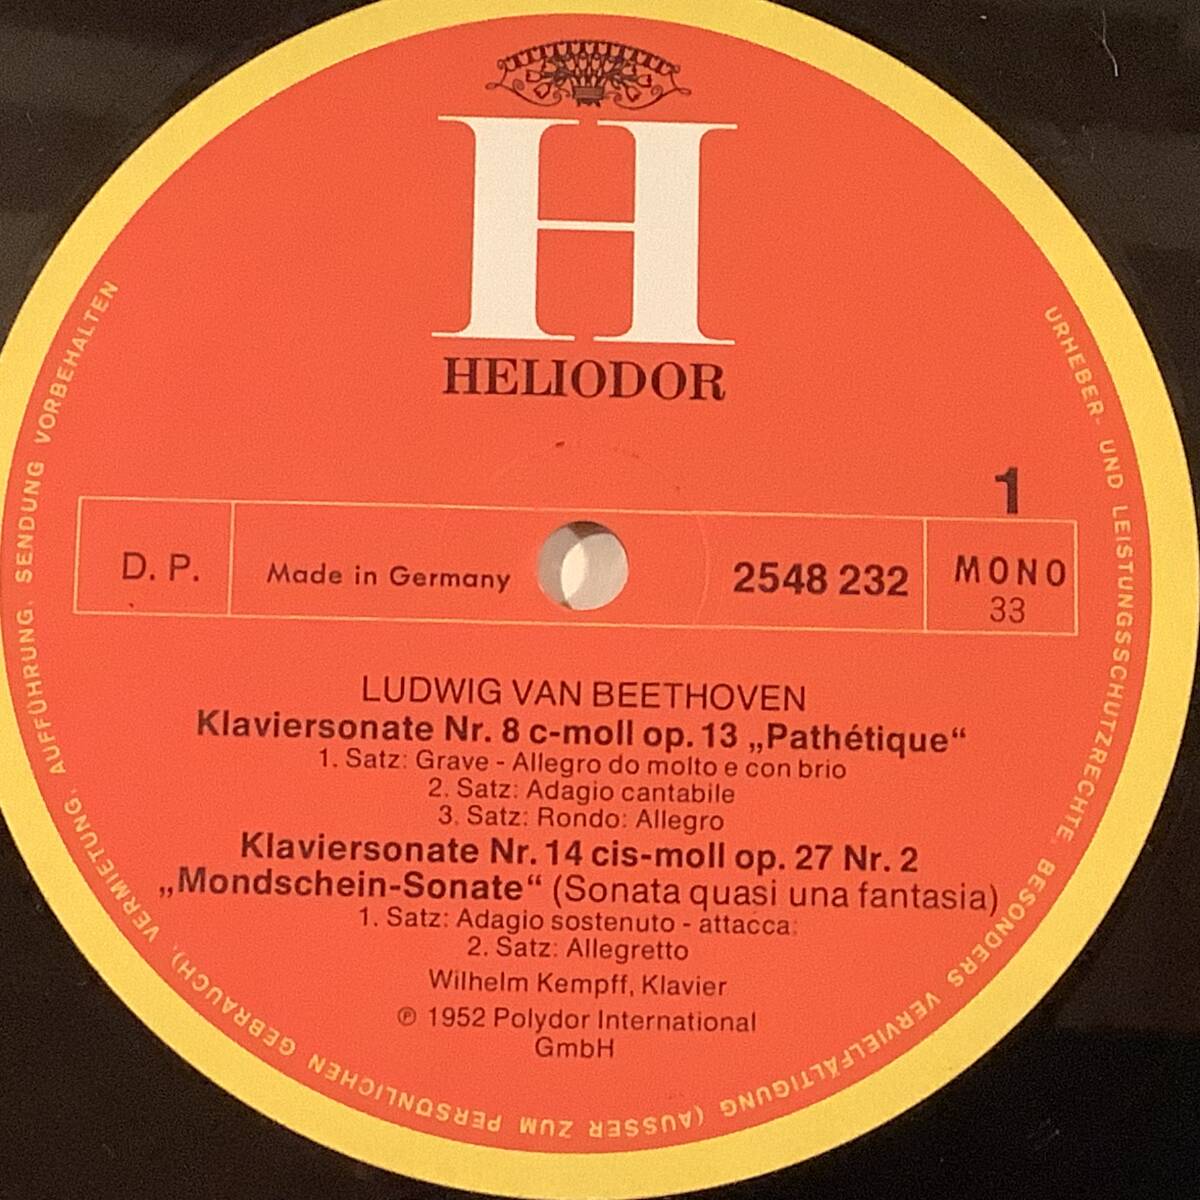 H
HELIODOR
1
D. P.
Made in Germany
2548 232
MONO
33
LUDWIG VAN BEETHOVEN
Klaviersonate Nr. 8 c-moll op. 13 „Pathétique“
1. Satz: Grave - Allegro do molto e con brio
2. Satz: Adagio cantabile
3. Satz: Rondo: Allegro
Klaviersonate Nr. 14 cis-moll op. 27 Nr. 2
„Mondschein-Sonate“ (Sonata quasi una fantasia)
1. Satz: Adagio sostenuto - attacca:
2. Satz: Allegretto
Wilhelm Kempff, Klavier
℗ 1952 Polydor International
GmbH
URHEBER- UND LEISTUNGSSCHUTZRECHTE, BESONDERS VERVIELFÄLTIGUNG (AUSSER ZUM PERSÖNLICHEN GEBRAUCH), VERMIETUNG, AUFFÜHRUNG, SENDUNG VORBEHALTEN